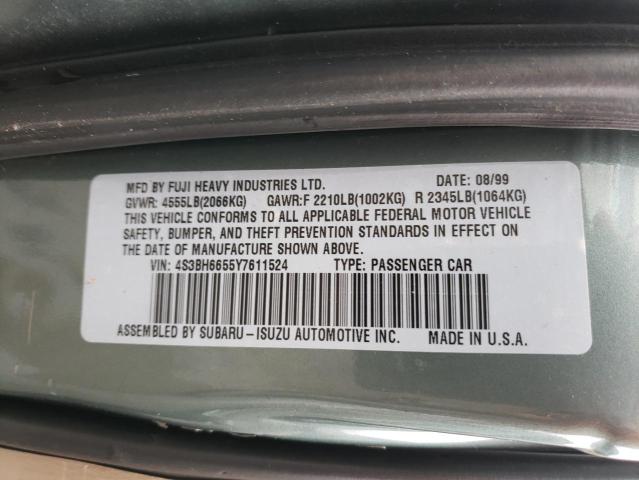 MFD BY FUJI HEAVY INDUSTRIES LTD. DATE: 08/99
GVWR: 4555LB(2066KG) GAWR:F 2210LB(1002KG) R 2345LB(1064KG)
THIS VEHICLE CONFORMS TO ALL APPLICABLE FEDERAL MOTOR VEHICLE
SAFETY, BUMPER, AND THEFT PREVENTION STANDARDS IN EFFECT ON
THE DATE OF MANUFACTURE SHOWN ABOVE.
VIN: 4S3BH6655Y7611524 TYPE: PASSENGER CAR
ASSEMBLED BY SUBARU-ISUZU AUTOMOTIVE INC. MADE IN U.S.A.